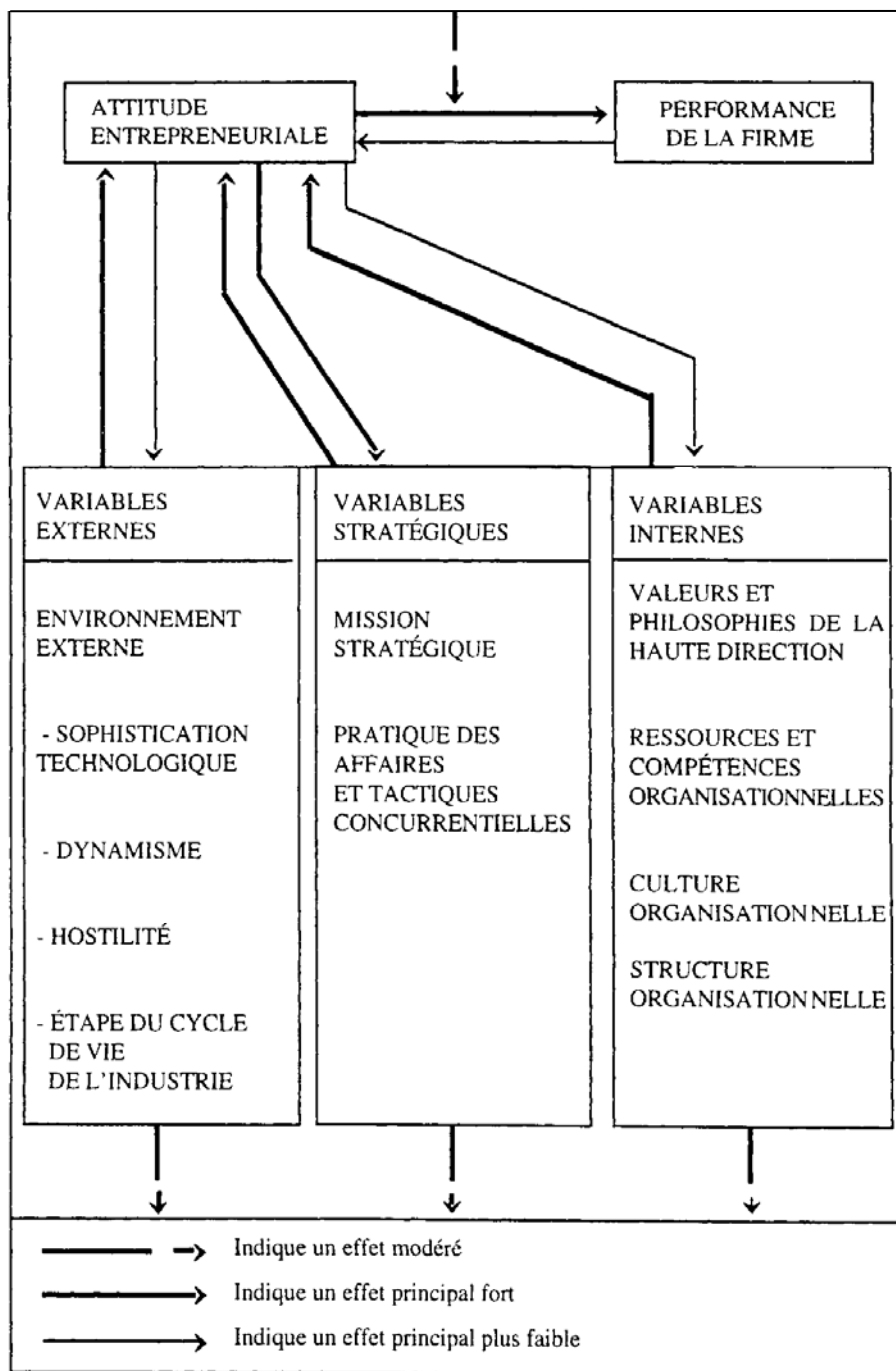 ATTITUDE
ENTREPRENEURIALE
PERFORMANCE
DE LA FIRME
VARIABLES
EXTERNES
ENVIRONNEMENT
EXTERNE
- SOPHISTICATION
TECHNOLOGIQUE
- DYNAMISME
- HOSTILITÉ
- ÉTAPE DU CYCLE
DE VIE
DE L'INDUSTRIE
VARIABLES
STRATÉGIQUES
MISSION
STRATÉGIQUE
PRATIQUE DES
AFFAIRES
ET TACTIQUES
CONCURRENTIELLES
VARIABLES
INTERNES
VALEURS ET
PHILOSOPHIES DE LA
HAUTE DIRECTION
RESSOURCES ET
COMPÉTENCES
ORGANISATIONNELLES
CULTURE
ORGANISATIONNELLE
STRUCTURE
ORGANISATIONNELLE
Indique un effet modéré
Indique un effet principal fort
Indique un effet principal plus faible